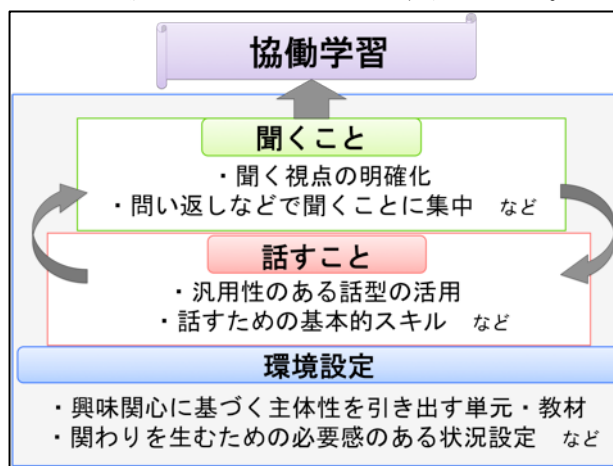 協働学習
聞くこと
・聞く視点の明確化
・問い返しなどで聞くことに集中　など
話すこと
・汎用性のある話型の活用
・話すための基本的スキル　など
環境設定
・興味関心に基づく主体性を引き出す単元・教材
・関わりを生むための必要感のある状況設定　など